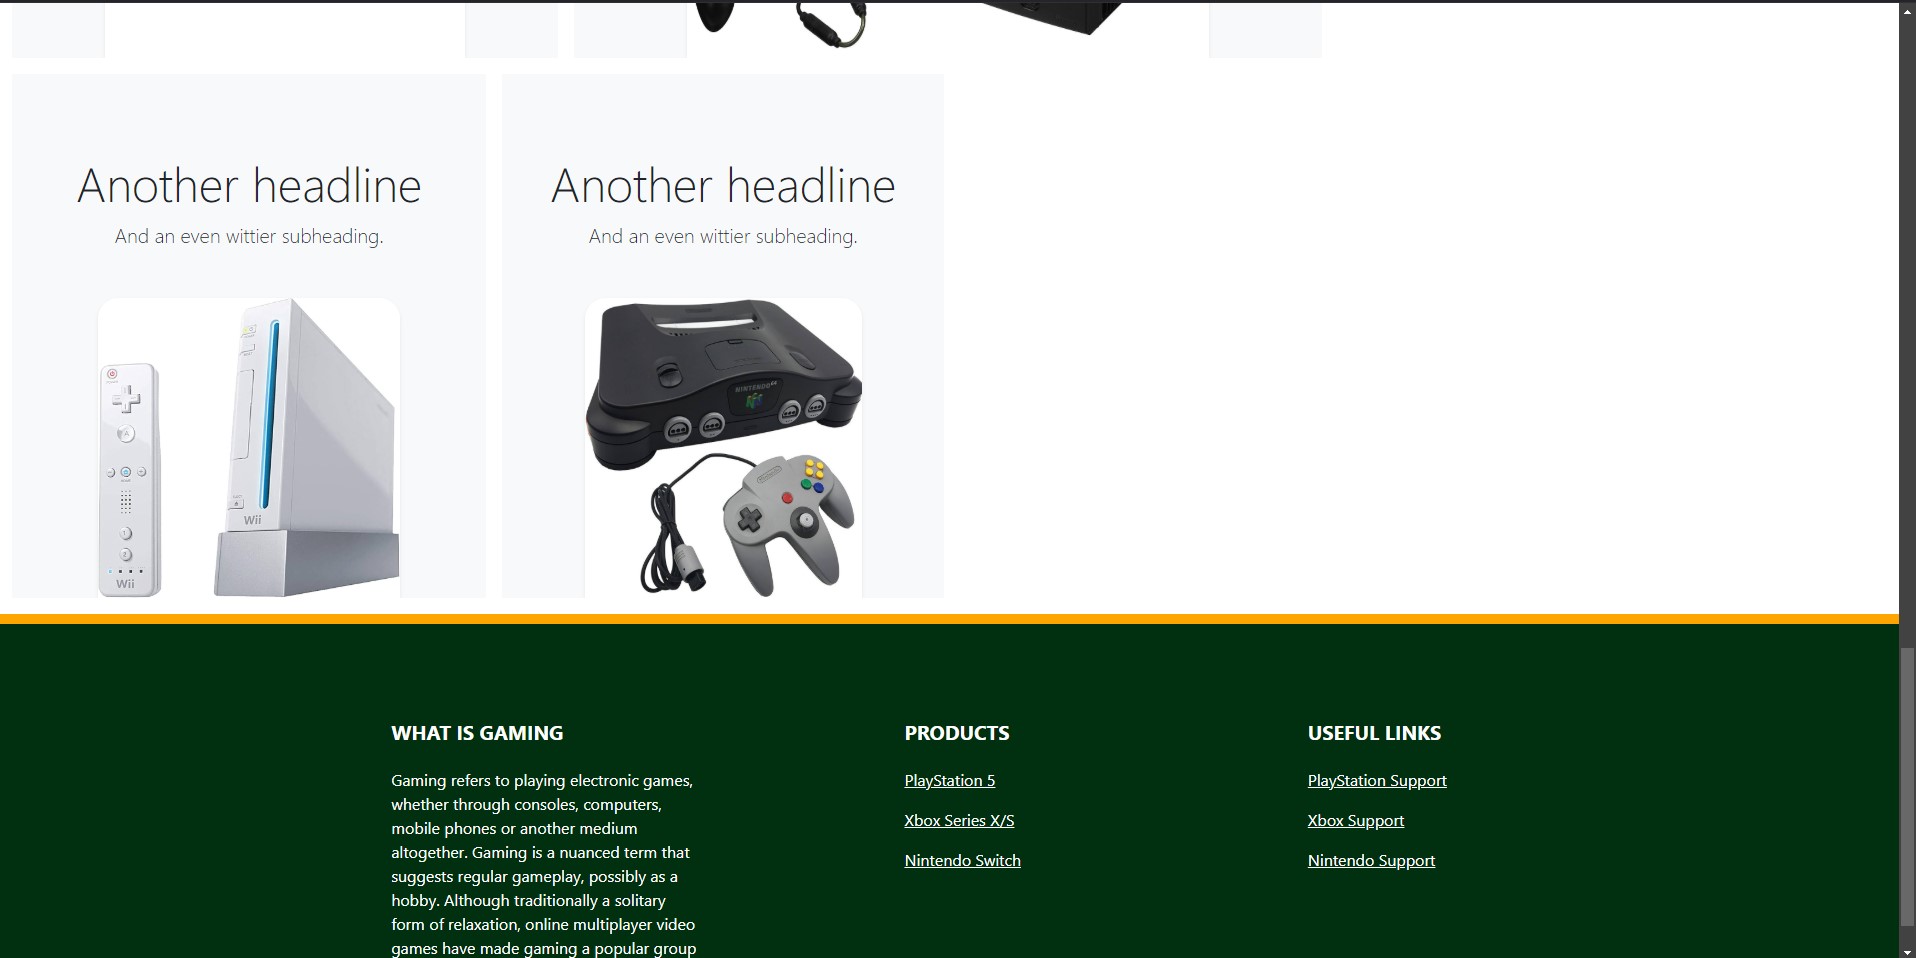 Another headline
And an even wittier subheading.
Another headline
And an even wittier subheading.
Wii
Wii
NINTENDO 64
Nintendo
WHAT IS GAMING
Gaming refers to playing electronic games,
whether through consoles, computers,
mobile phones or another medium
altogether. Gaming is a nuanced term that
suggests regular gameplay, possibly as a
hobby. Although traditionally a solitary
form of relaxation, online multiplayer video
games have made gaming a popular group
PRODUCTS
PlayStation 5
Xbox Series X/S
Nintendo Switch
USEFUL LINKS
PlayStation Support
Xbox Support
Nintendo Support